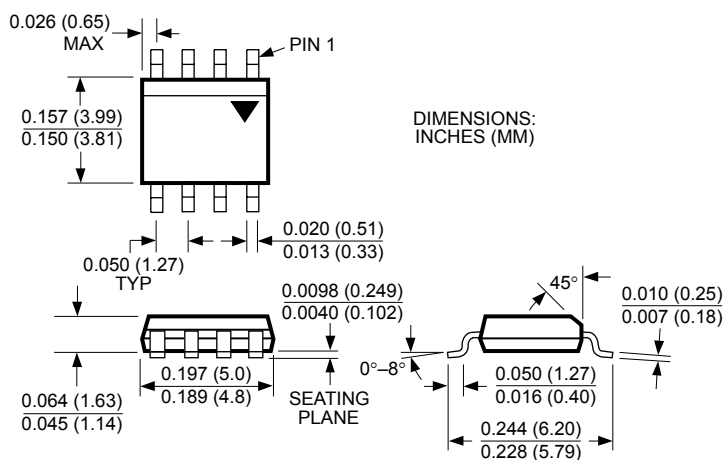 0.026 (0.65)
MAX
PIN 1
0.157 (3.99)
0.150 (3.81)
DIMENSIONS:
INCHES (MM)
0.020 (0.51)
0.013 (0.33)
0.050 (1.27)
TYP
0.0098 (0.249)
0.0040 (0.102)
45°
0.010 (0.25)
0.007 (0.18)
0°–8°
0.197 (5.0)
0.189 (4.8)
SEATING
PLANE
0.050 (1.27)
0.016 (0.40)
0.064 (1.63)
0.045 (1.14)
0.244 (6.20)
0.228 (5.79)